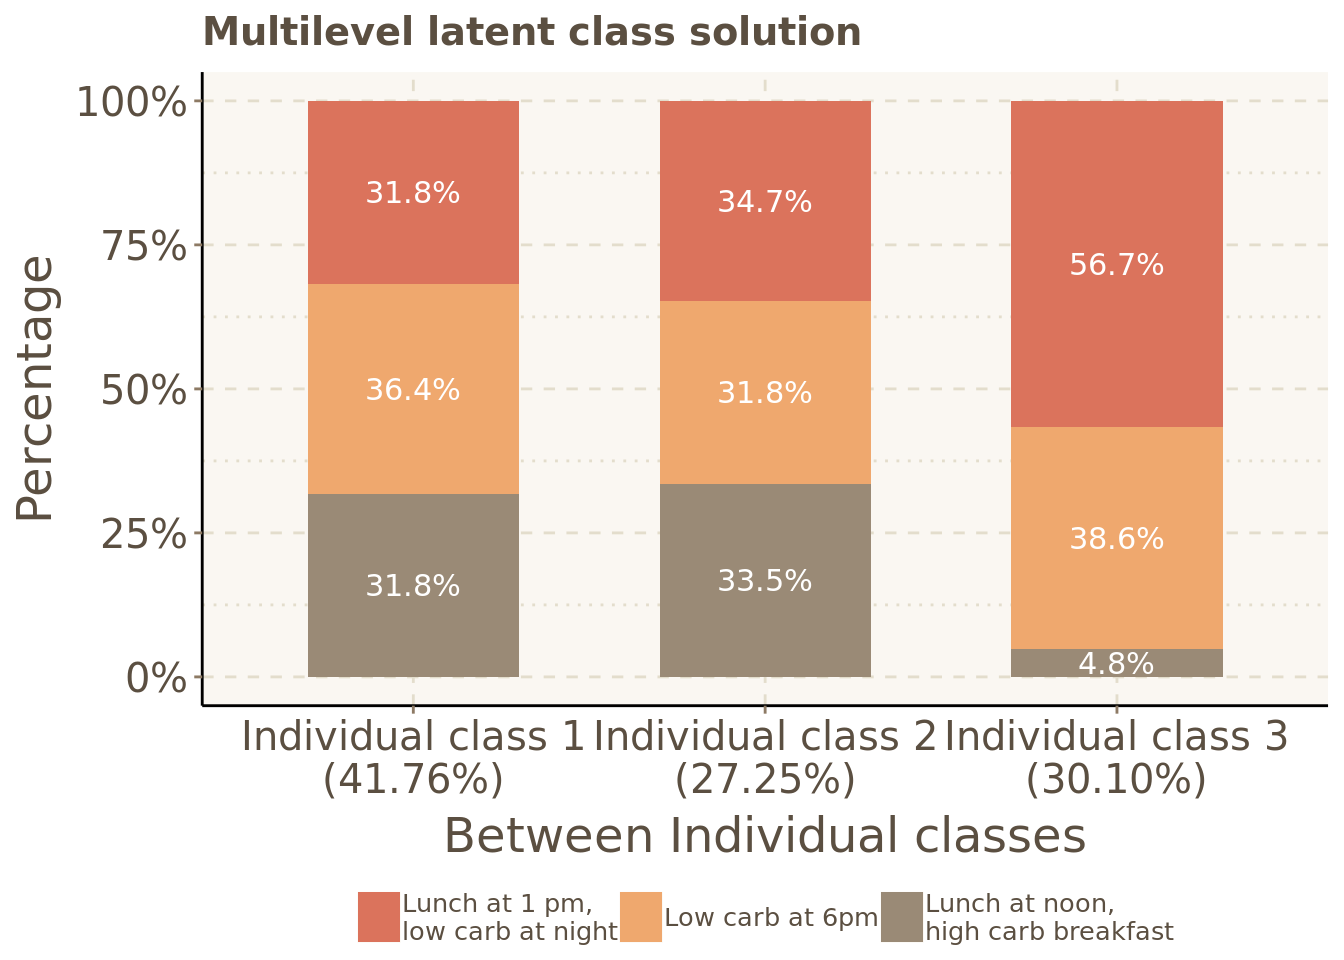 Multilevel latent class solution
Percentage
100%
75%
50%
25%
0%
31.8%
36.4%
31.8%
34.7%
31.8%
33.5%
56.7%
38.6%
4.8%
Individual class 1
(41.76%)
Individual class 2
(27.25%)
Individual class 3
(30.10%)
Between Individual classes
Lunch at 1 pm,
low carb at night
Low carb at 6pm
Lunch at noon,
high carb breakfast